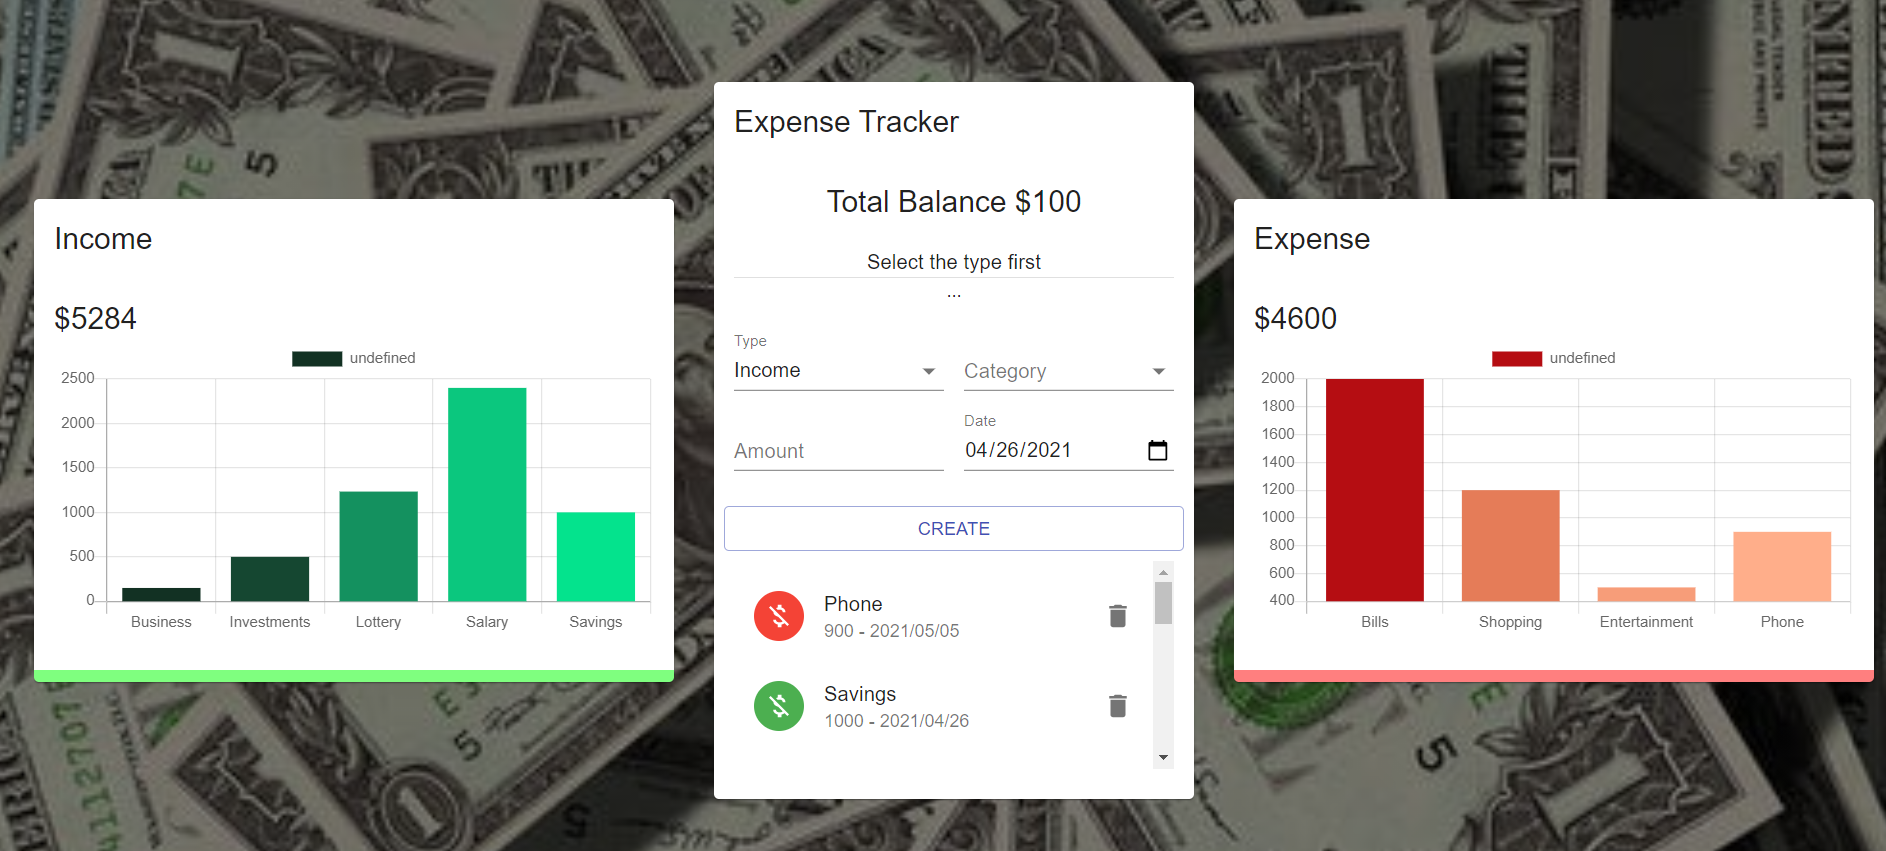 Income
$5284
undefined
2500
2000
1500
1000
500
0
Business Investments Lottery Salary Savings
Expense Tracker
Total Balance $100
Select the type first
...
Type
Income Category
Amount
Date
04/26/2021
CREATE
Phone
900 - 2021/05/05
Savings
1000 - 2021/04/26
Expense
$4600
undefined
2000
1800
1600
1400
1200
1000
800
600
400
Bills Shopping Entertainment Phone